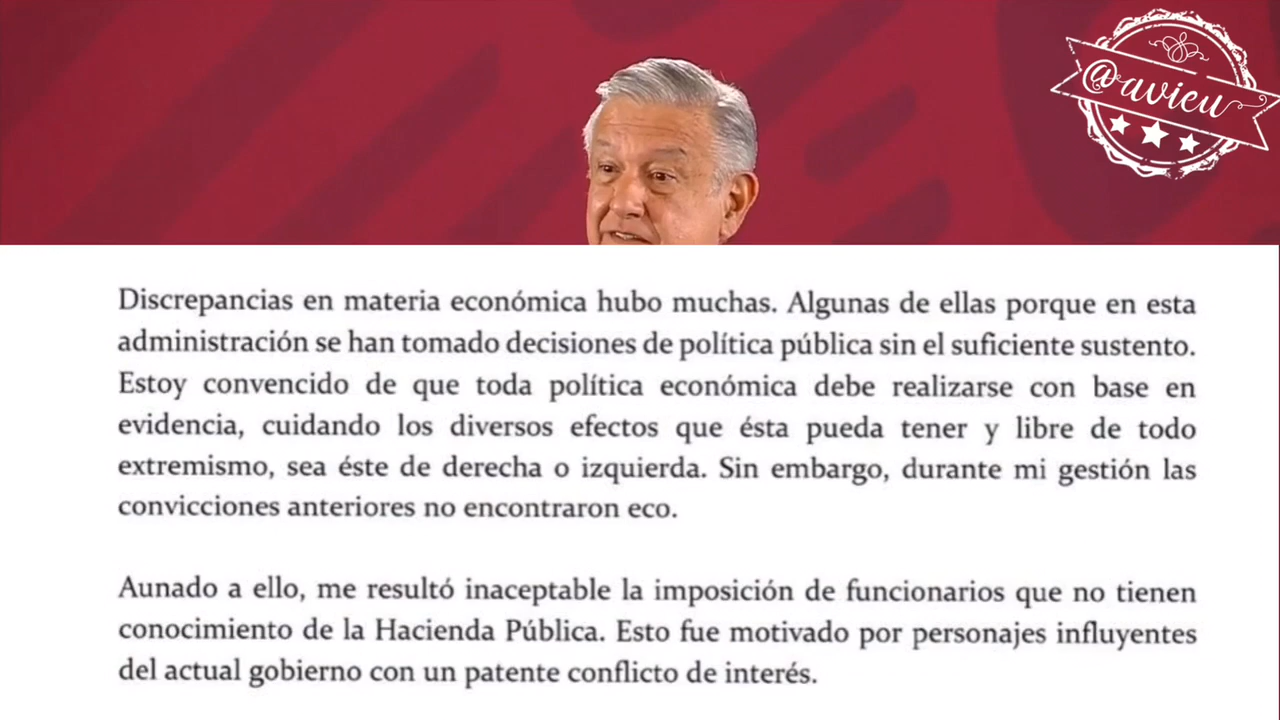 @avieu
Discrepancias en materia económica hubo muchas. Algunas de ellas porque en esta
administración se han tomado decisiones de política pública sin el suficiente sustento.
Estoy convencido de que toda política económica debe realizarse con base en
evidencia, cuidando los diversos efectos que ésta pueda tener y libre de todo
extremismo, sea éste de derecha o izquierda. Sin embargo, durante mi gestión las
convicciones anteriores no encontraron eco.
Aunado a ello, me resultó inaceptable la imposición de funcionarios que no tienen
conocimiento de la Hacienda Pública. Esto fue motivado por personajes influyentes
del actual gobierno con un patente conflicto de interés.